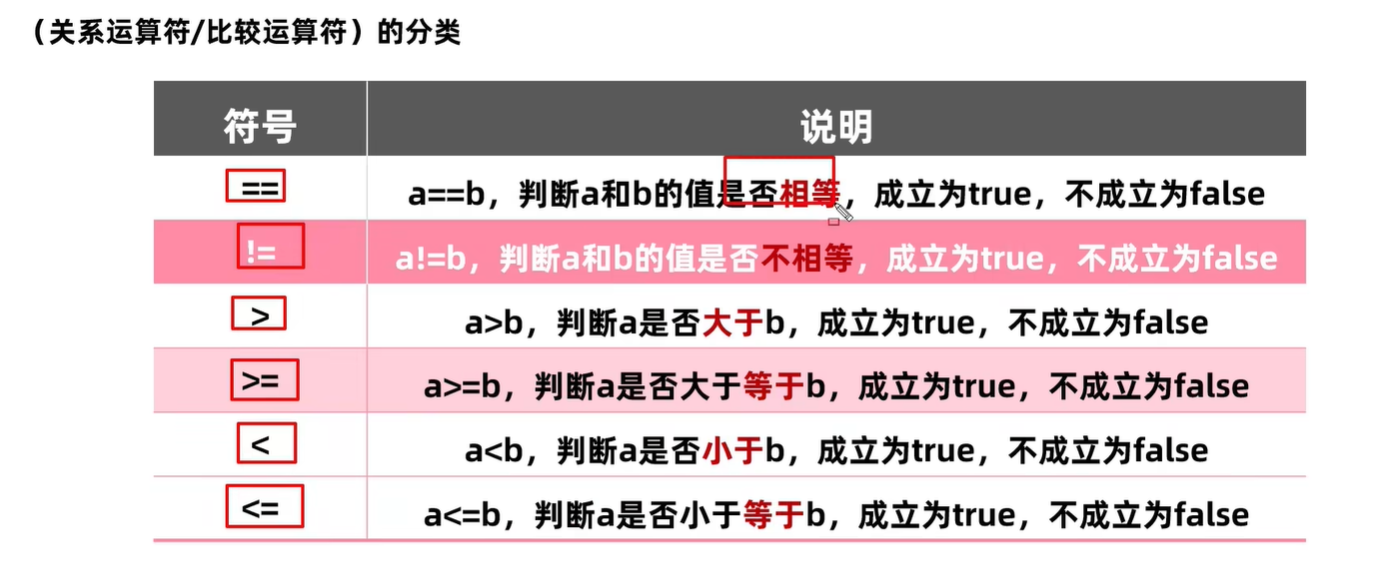 （关系运算符/比较运算符）的分类
符号 说明
== a==b，判断a和b的值是否相等，成立为true，不成立为false
!= a!=b，判断a和b的值是否不相等，成立为true，不成立为false
> a>b，判断a是否大于b，成立为true，不成立为false
>= a>=b，判断a是否大于等于b，成立为true，不成立为false
< a<b，判断a是否小于b，成立为true，不成立为false
<= a<=b，判断a是否小于等于b，成立为true，不成立为false